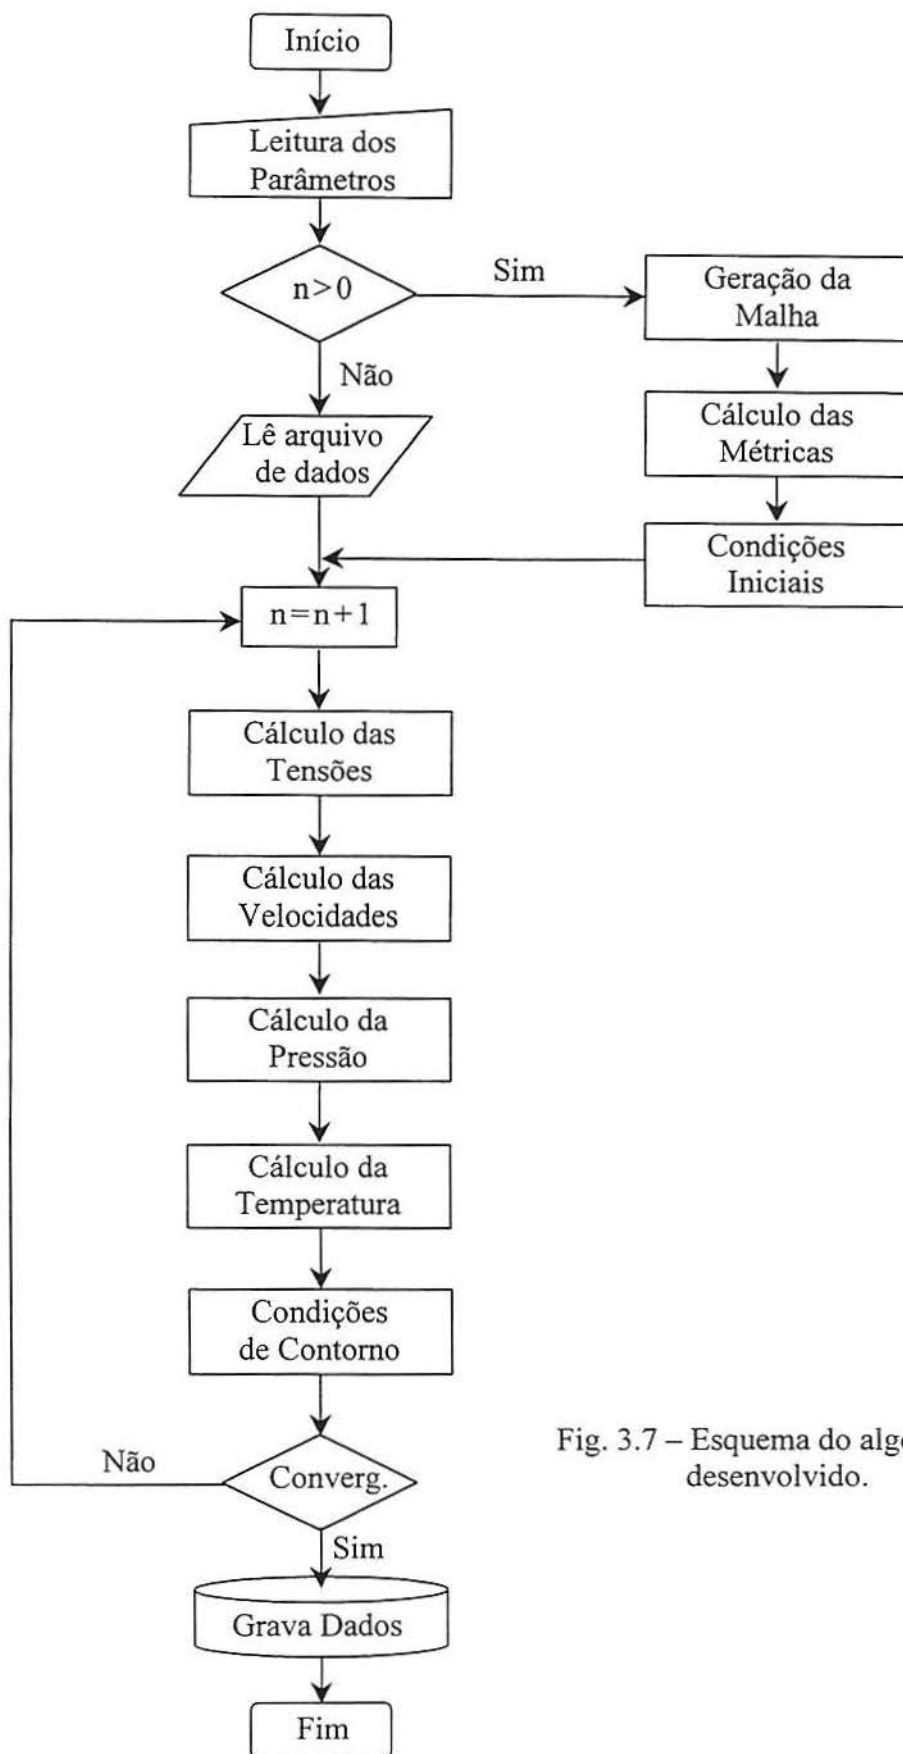 Início
Leitura dos
Parâmetros
n>0
Sim
Geração da
Malha
Não
Cálculo das
Métricas
Lê arquivo
de dados
Condições
Iniciais
n=n+1
Cálculo das
Tensões
Cálculo das
Velocidades
Cálculo da
Pressão
Cálculo da
Temperatura
Condições
de Contorno
Não
Converg.
Sim
Grava Dados
Fim
Fig. 3.7 – Esquema do
desenvolvido.